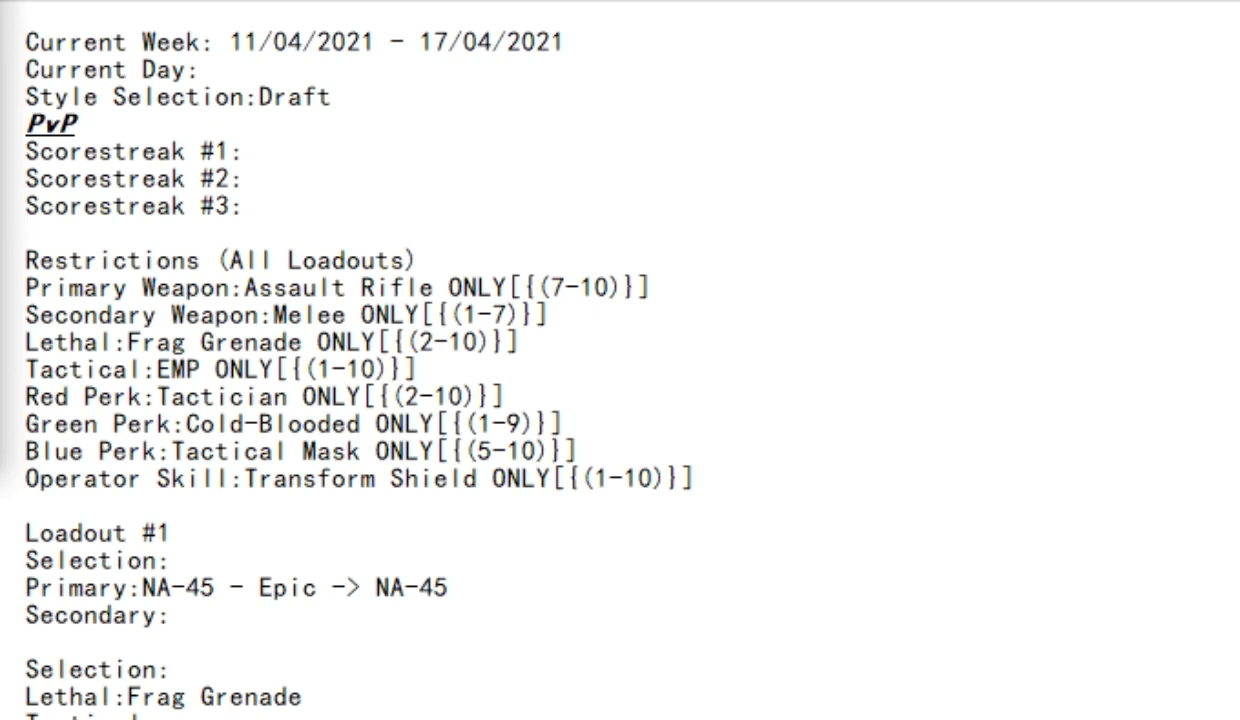 Current Week: 11/04/2021 - 17/04/2021
Current Day:
Style Selection:Draft
PvP
Scorestreak #1:
Scorestreak #2:
Scorestreak #3:
Restrictions (All Loadouts)
Primary Weapon:Assault Rifle ONLY[{(7-10)}]
Secondary Weapon:Melee ONLY[{(1-7)}]
Lethal:Frag Grenade ONLY[{(2-10)}]
Tactical:EMP ONLY[{(1-10)}]
Red Perk:Tactician ONLY[{(2-10)}]
Green Perk:Cold-Blooded ONLY[{(1-9)}]
Blue Perk:Tactical Mask ONLY[{(5-10)}]
Operator Skill:Transform Shield ONLY[{(1-10)}]
Loadout #1
Selection:
Primary:NA-45 - Epic -> NA-45
Secondary:
Selection:
Lethal:Frag Grenade